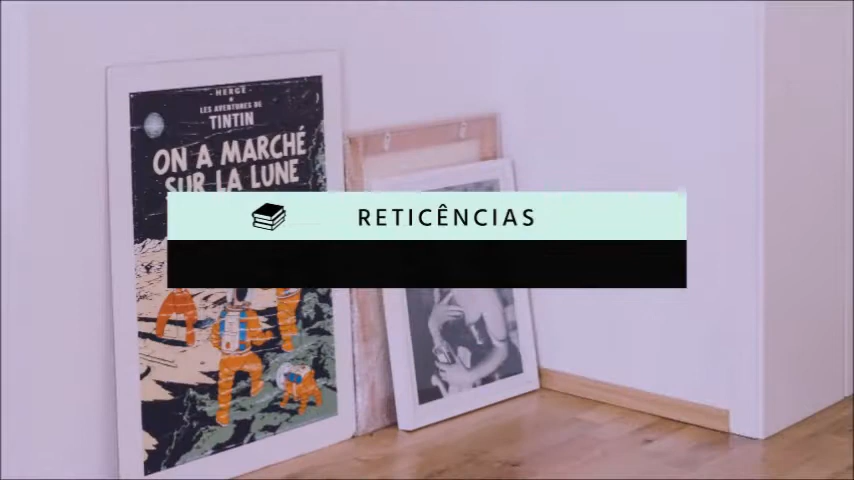 HERGÉ
LES AVENTURES DE
TINTIN
ON A MARCHÉ
SUR LA LUNE
RETICÊNCIAS